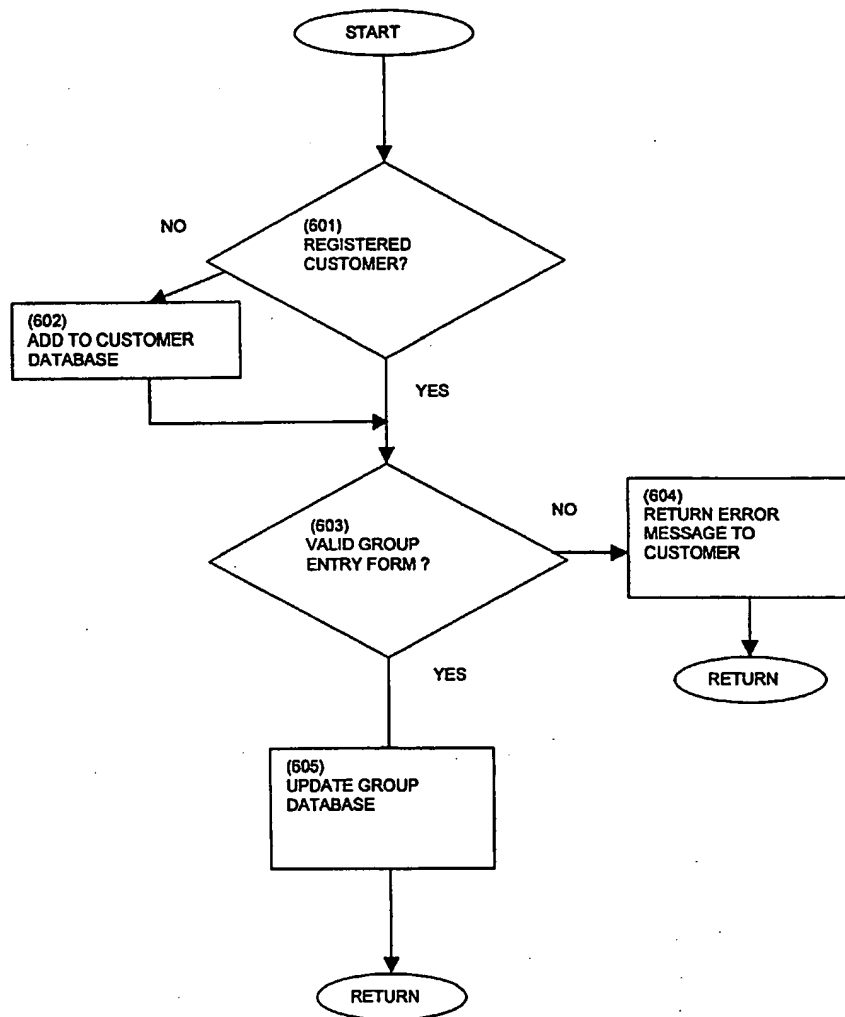 START
NO
(601)
REGISTERED
CUSTOMER?
(602)
ADD TO CUSTOMER
DATABASE
YES
(603)
VALID GROUP
ENTRY FORM ?
NO
(604)
RETURN ERROR
MESSAGE TO
CUSTOMER
YES
RETURN
(605)
UPDATE GROUP
DATABASE
RETURN